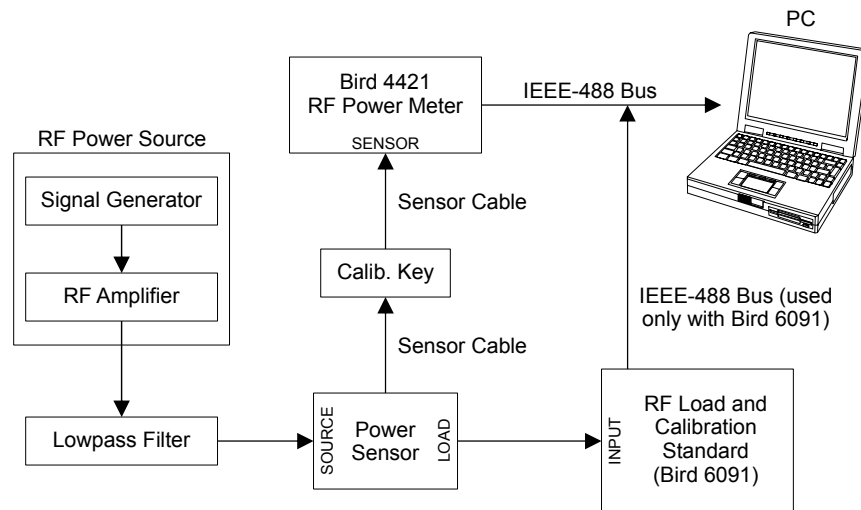 PC
Bird 4421
RF Power Meter
SENSOR
IEEE-488 Bus
RF Power Source
Signal Generator
RF Amplifier
Sensor Cable
Calib. Key
Sensor Cable
IEEE-488 Bus (used
only with Bird 6091)
Lowpass Filter
SOURCE
Power
Sensor
LOAD
INPUT
RF Load and
Calibration
Standard
(Bird 6091)